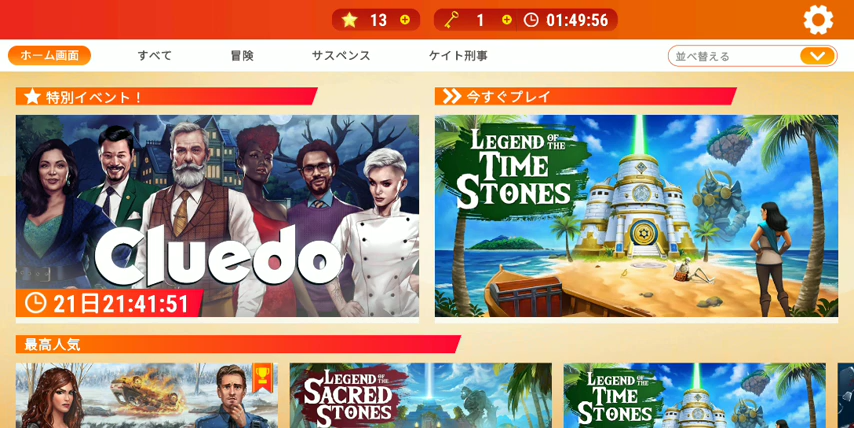 13
1
01:49:56
ホーム画面
すべて
冒険
サスペンス
ケイト刑事
並べ替える
特別イベント！
今すぐプレイ
Cluedo
21日21:41:51
LEGEND OF THE
TIME
STONES
最高人気
LEGEND OF THE
SACRED
STONES
LEGEND OF THE
TIME
STONES